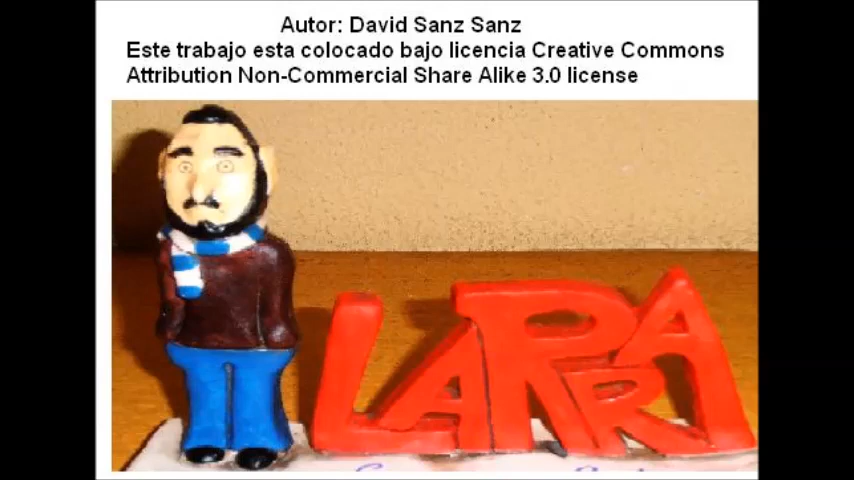 Autor: David Sanz Sanz
Este trabajo esta colocado bajo licencia Creative Commons
Attribution Non-Commercial Share Alike 3.0 license
LARRA